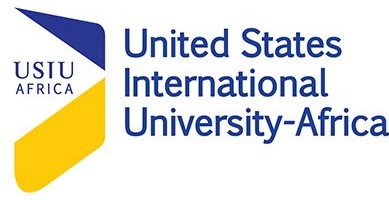 USIU
AFRICA
United States
International
University-Africa